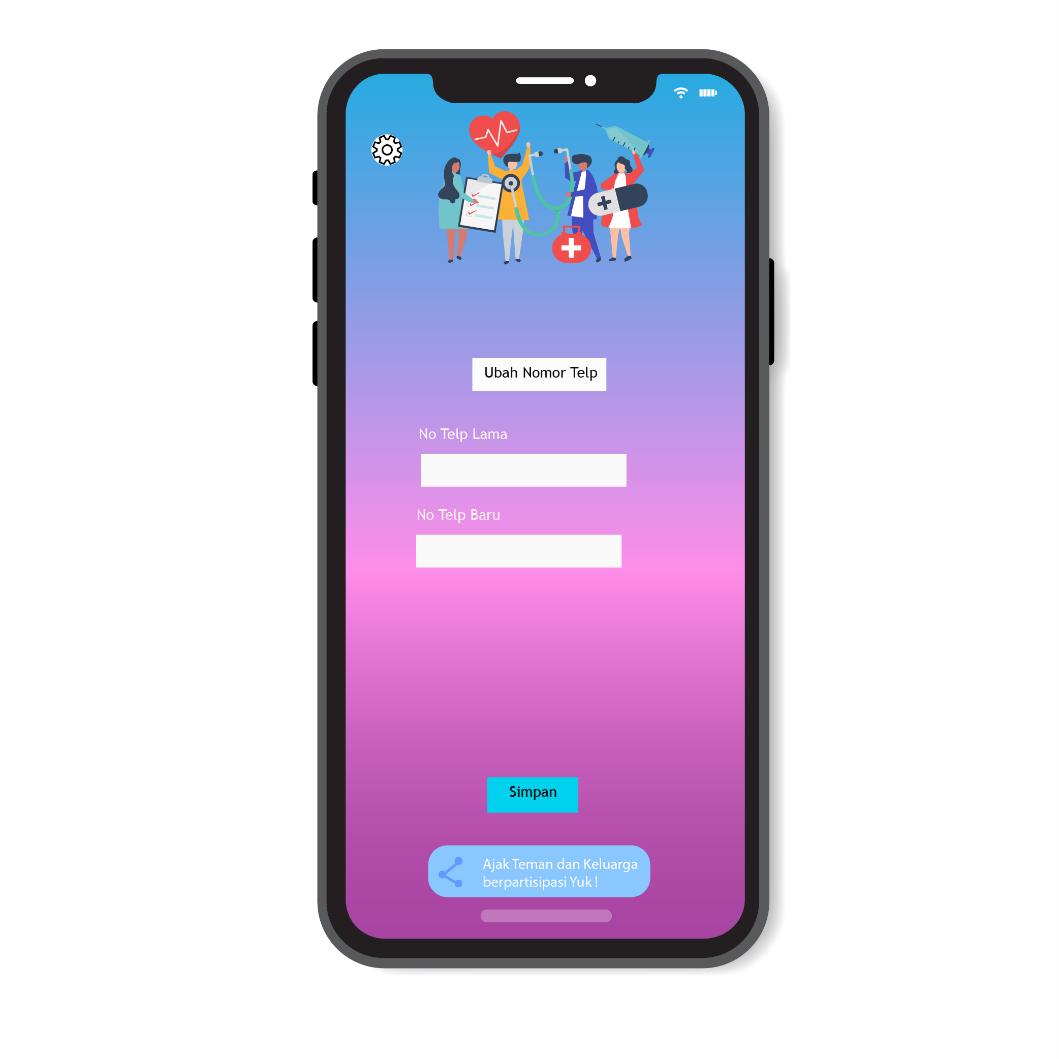 Ubah Nomor Telp
No Telp Lama
No Telp Baru
Simpan
Ajak Teman dan Keluarga
berpartisipasi Yuk !